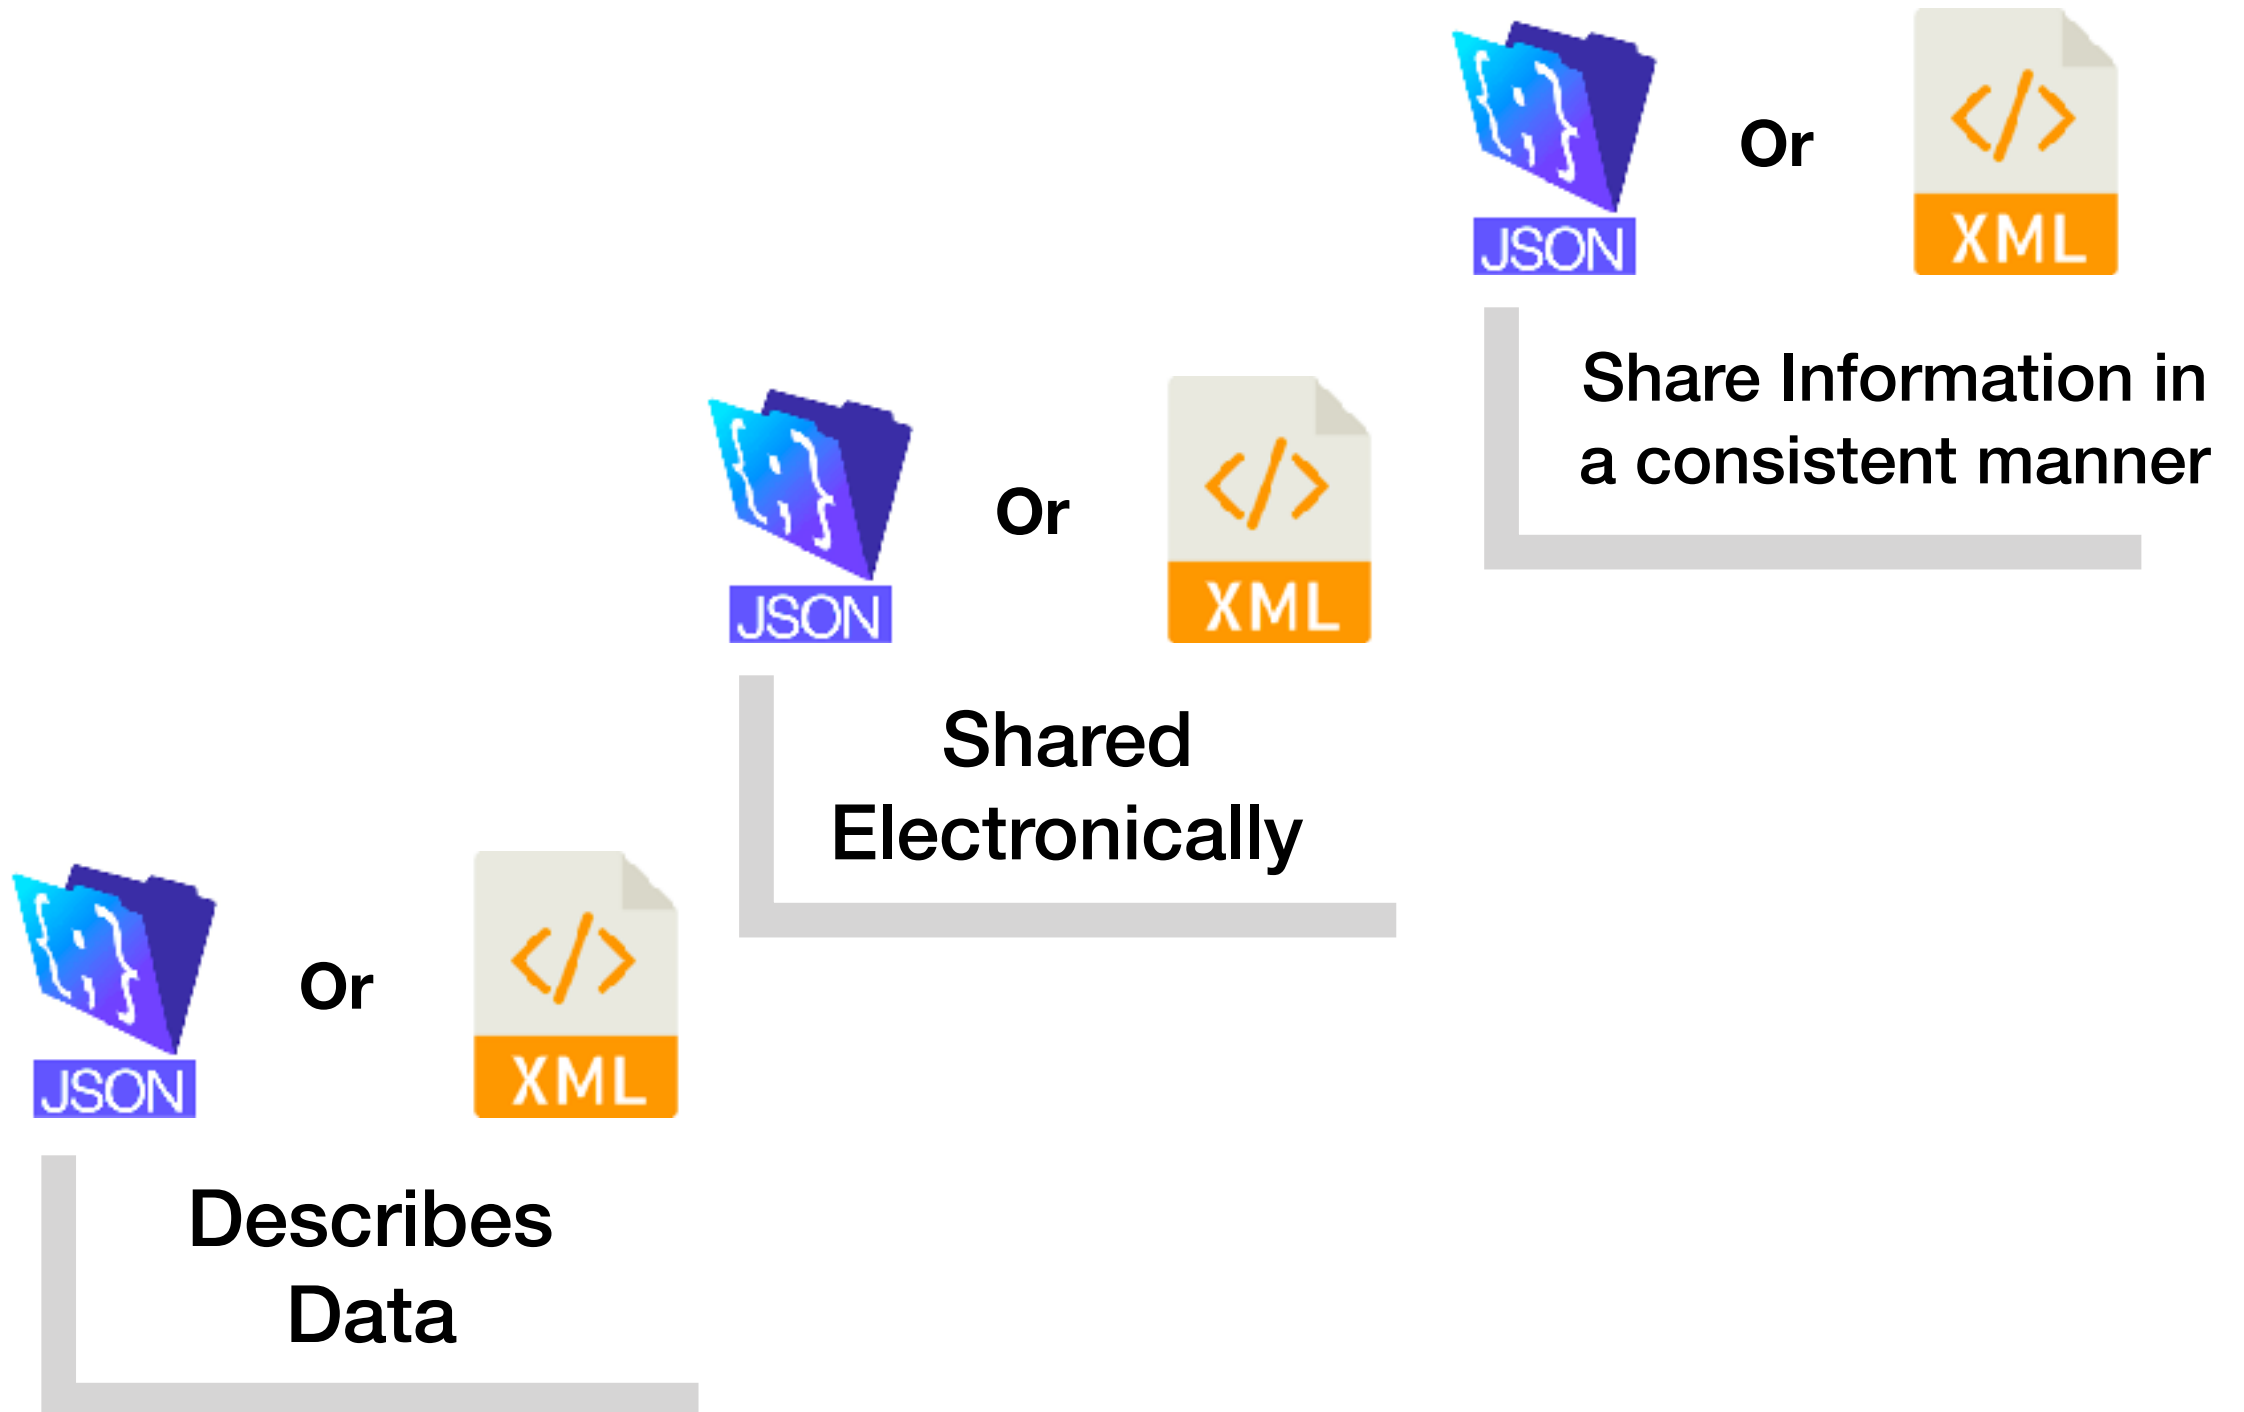 JSON
Or
XML
Share Information in
a consistent manner
JSON
Or
XML
Shared
Electronically
JSON
Or
XML
Describes
Data